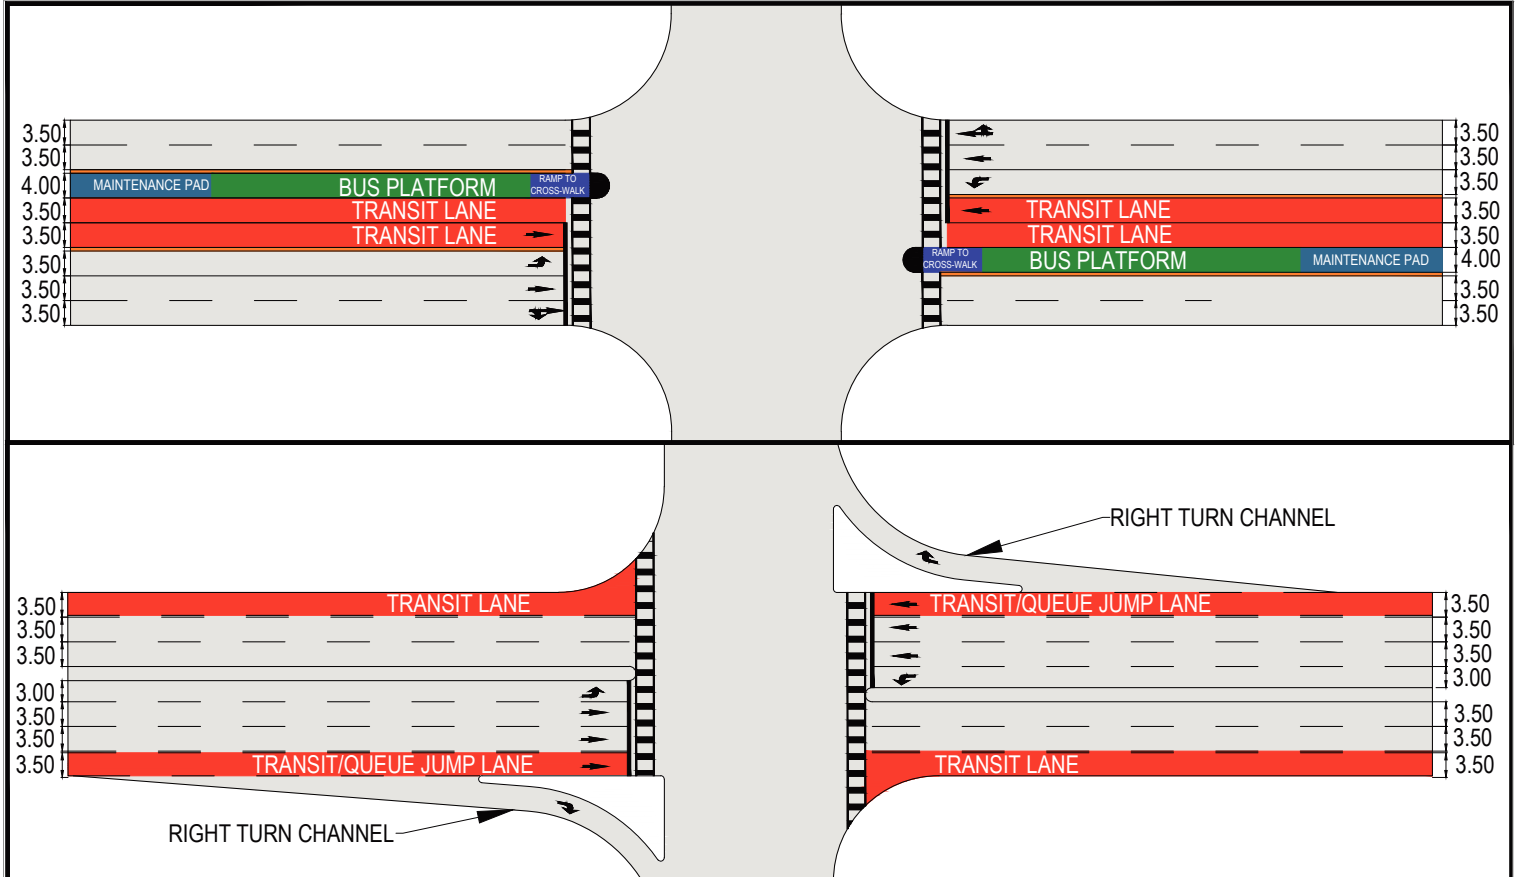 3.50
3.50
4.00 MAINTENANCE PAD BUS PLATFORM RAMP TO
CROSS-WALK
3.50 TRANSIT LANE
3.50 TRANSIT LANE
3.50
3.50
3.50
3.50
3.50
3.50
TRANSIT LANE 3.50
TRANSIT LANE 3.50
RAMP TO
CROSS-WALK BUS PLATFORM MAINTENANCE PAD 4.00
3.50
3.50
RIGHT TURN CHANNEL
3.50 TRANSIT LANE
3.50
3.50
3.00
3.50
3.50
3.50 TRANSIT/QUEUE JUMP LANE
RIGHT TURN CHANNEL
TRANSIT/QUEUE JUMP LANE 3.50
3.50
3.50
3.00
3.50
3.50
TRANSIT LANE 3.50